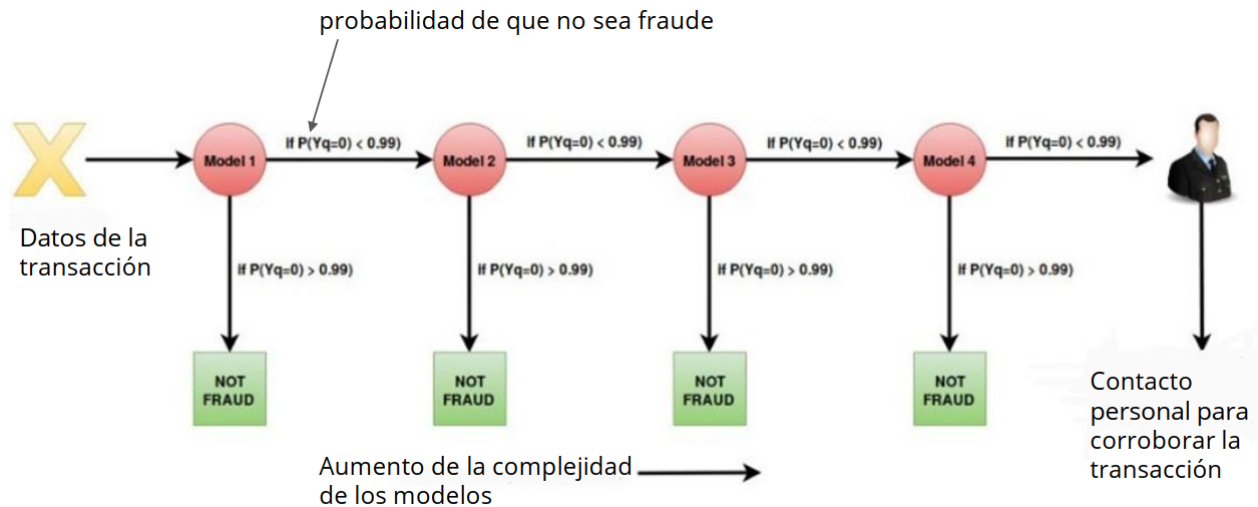 probabilidad de que no sea fraude
If P(Yq=0) < 0.99)
If P(Yq=0) < 0.99)
If P(Yq=0) < 0.99)
If P(Yq=0) < 0.99)
X
Model 1
Model 2
Model 3
Model 4
Datos de la
transacción
if P(Yq=0) > 0.99)
if P(Yq=0) > 0.99)
if P(Yq=0) > 0.99)
if P(Yq=0) > 0.99)
NOT
FRAUD
NOT
FRAUD
NOT
FRAUD
NOT
FRAUD
Contacto
personal para
corroborar la
transacción
Aumento de la complejidad
de los modelos